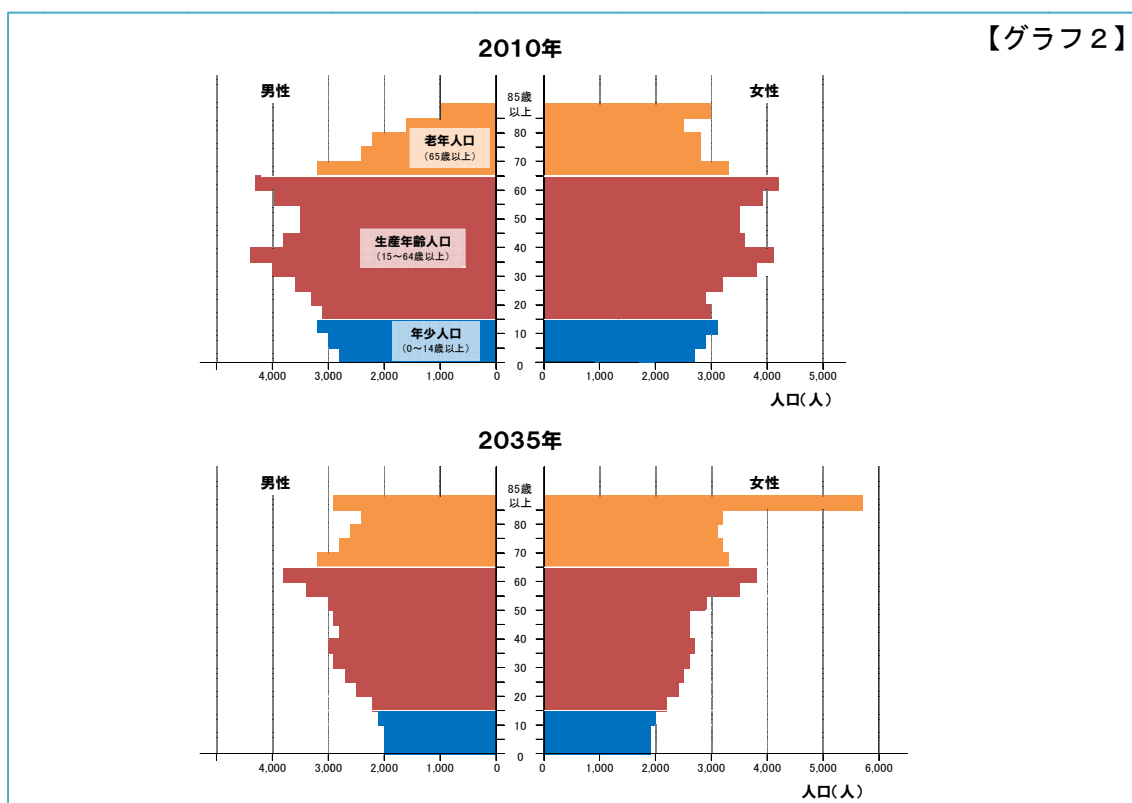 【グラフ2】
2010年
男性
女性
85歳
以上
80
70
60
50
40
30
20
10
0
老年人口
(65歳以上)
生産年齢人口
(15~64歳以上)
年少人口
(0~14歳以上)
4,000 3,000 2,000 1,000 0
0 1,000 2,000 3,000 4,000 5,000
人口(人)
2035年
男性
女性
85歳
以上
80
70
60
50
40
30
20
10
0
4,000 3,000 2,000 1,000 0
0 1,000 2,000 3,000 4,000 5,000 6,000
人口(人)